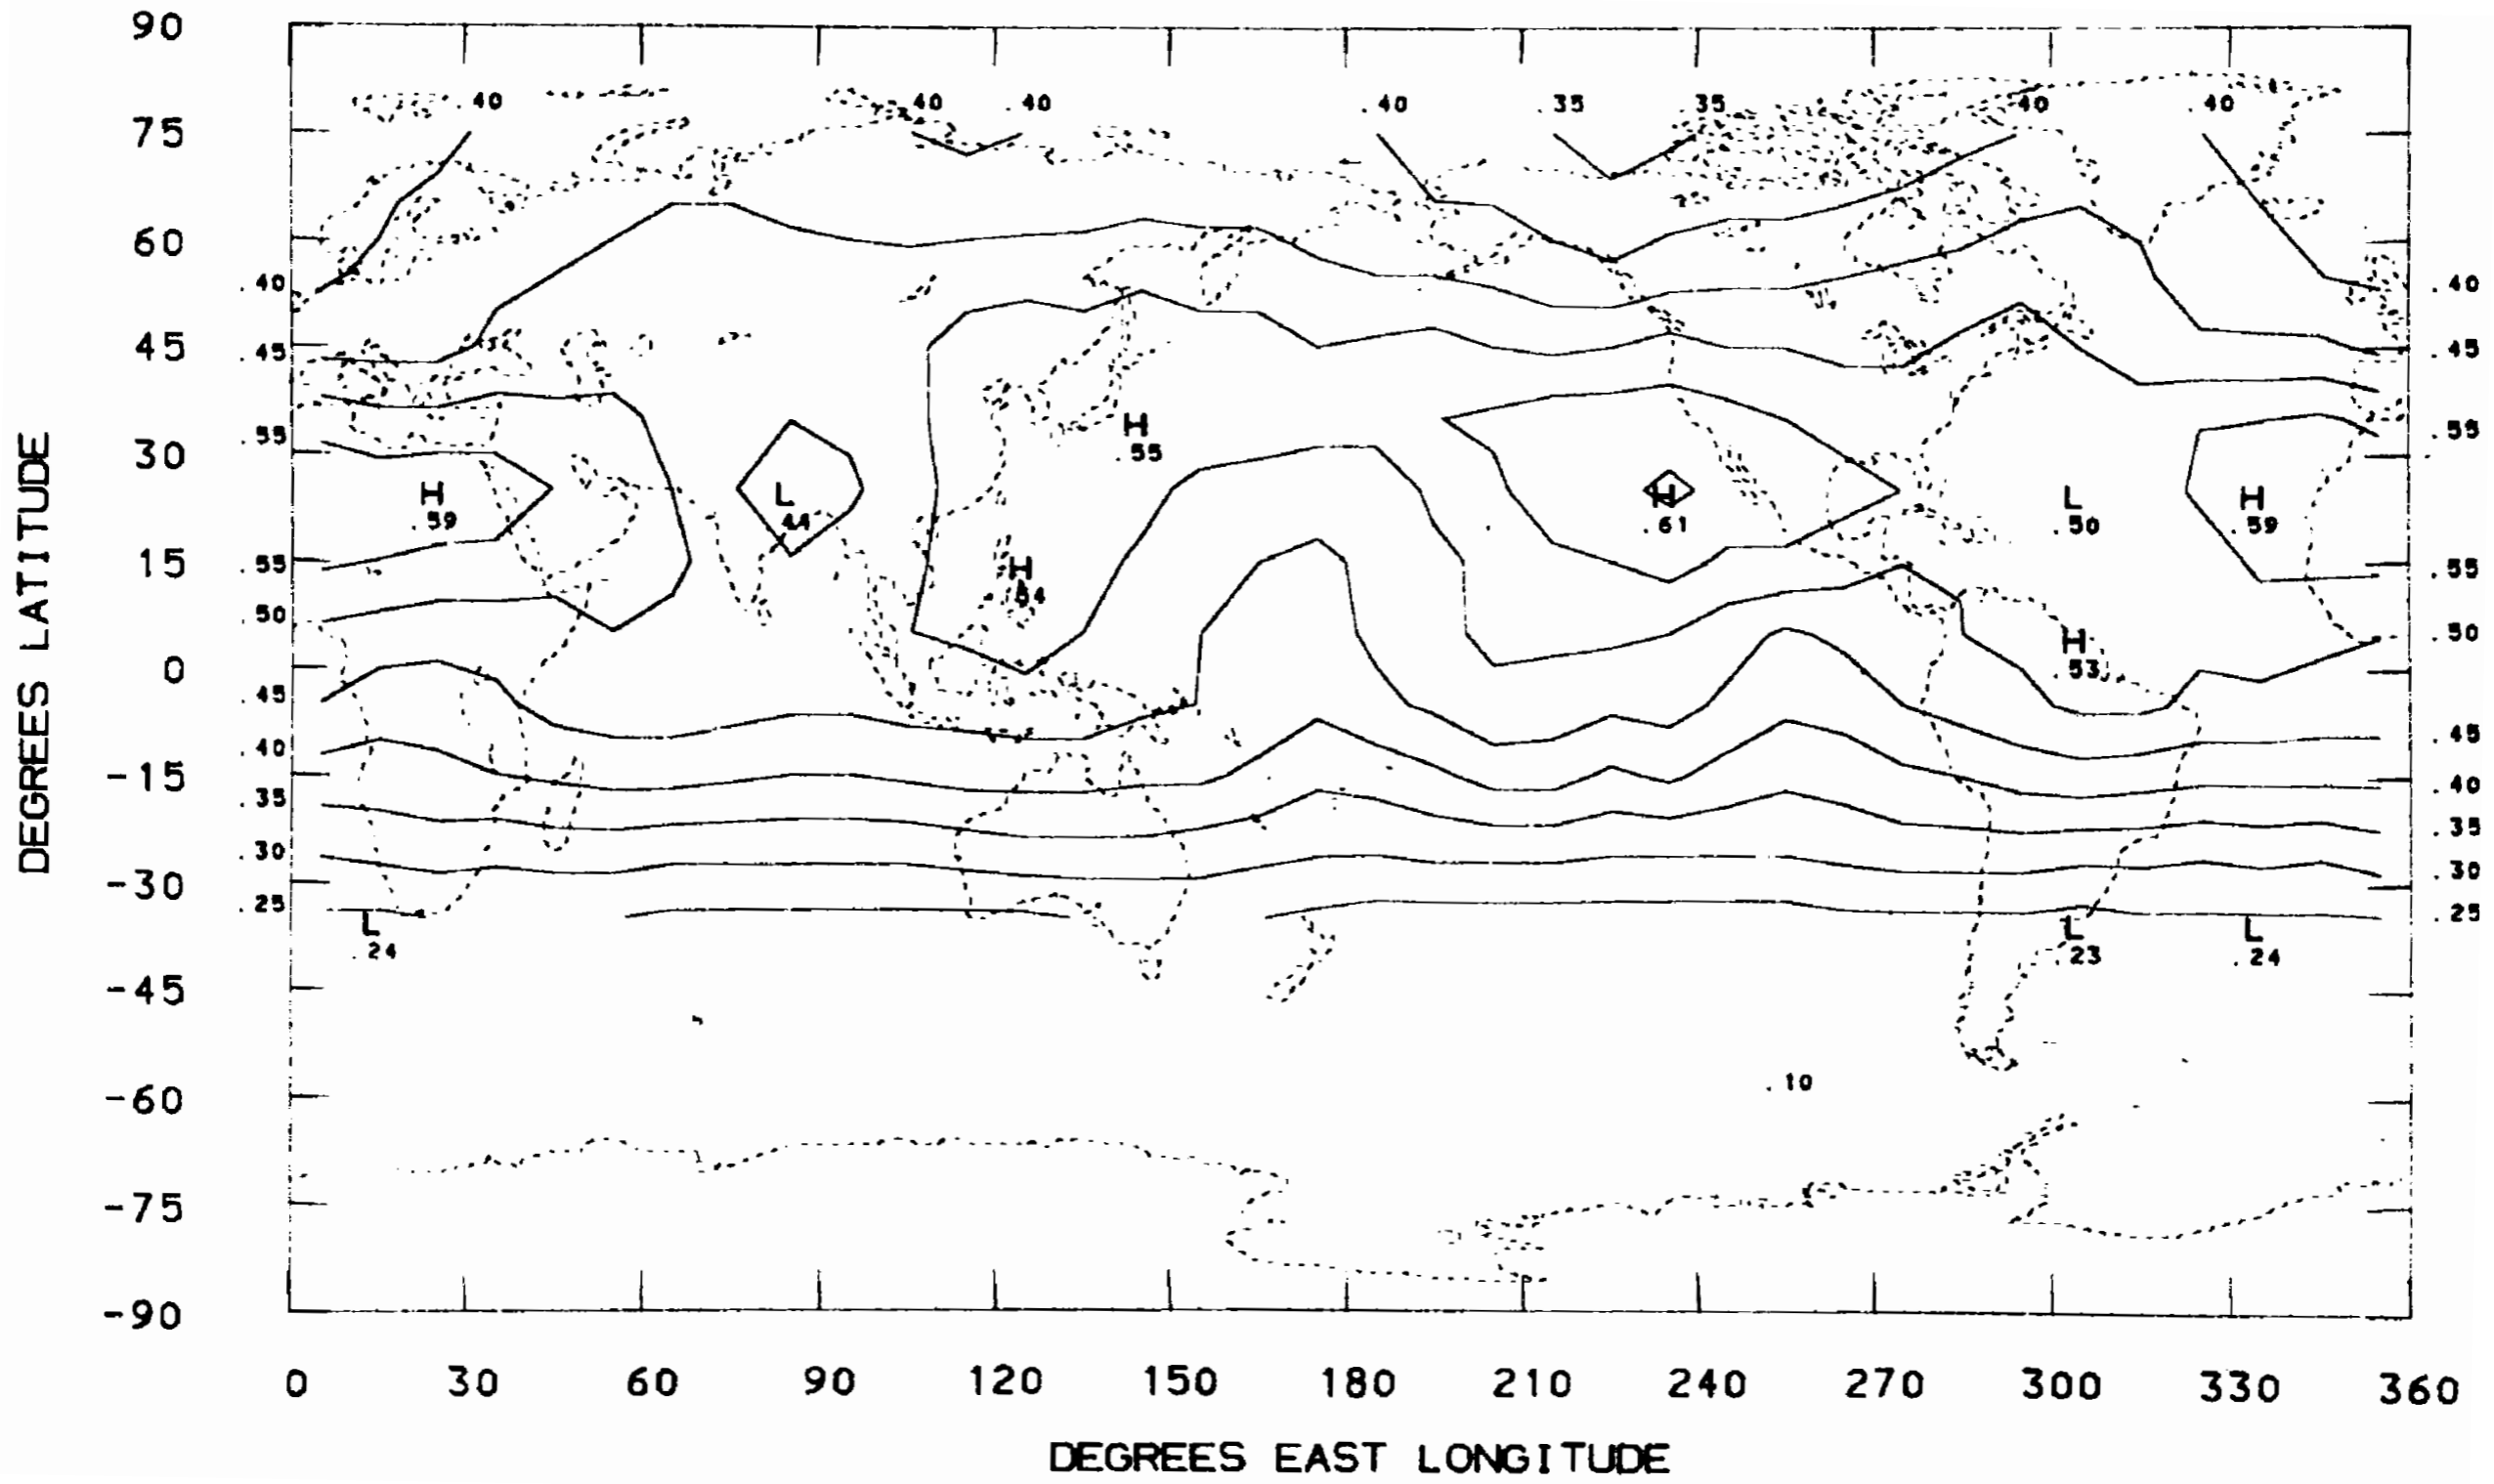 90
.40 .40 .40 .40 .35 .35 .40 .40
75
60
.40 .40
45 .45 .45
H
.55
.55 .55
30
H L H L H
.59 .44 .61 .50 .59
15 .55 .55
H
.54
.50 .50
H
.53
0
.45 .45
.40 .40
-15
.35 .35
.30 .30
-30
.25 .25
L L L
.24 .23 .24
-45
.10
-60
-75
-90
0 30 60 90 120 150 180 210 240 270 300 330 360
DEGREES EAST LONGITUDE
DEGREES LATITUDE